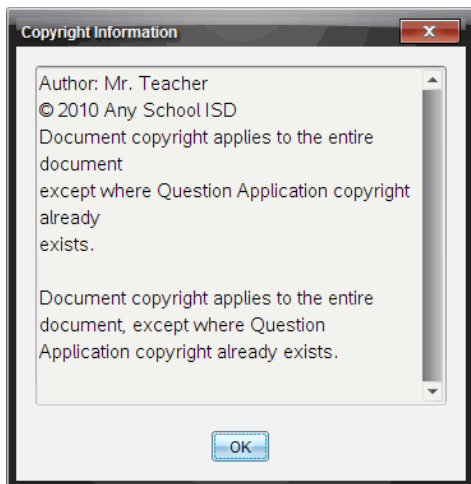 Copyright Information
X
Author: Mr. Teacher
© 2010 Any School ISD
Document copyright applies to the entire
document
except where Question Application copyright
already
exists.
Document copyright applies to the entire
document, except where Question
Application copyright already exists.
OK